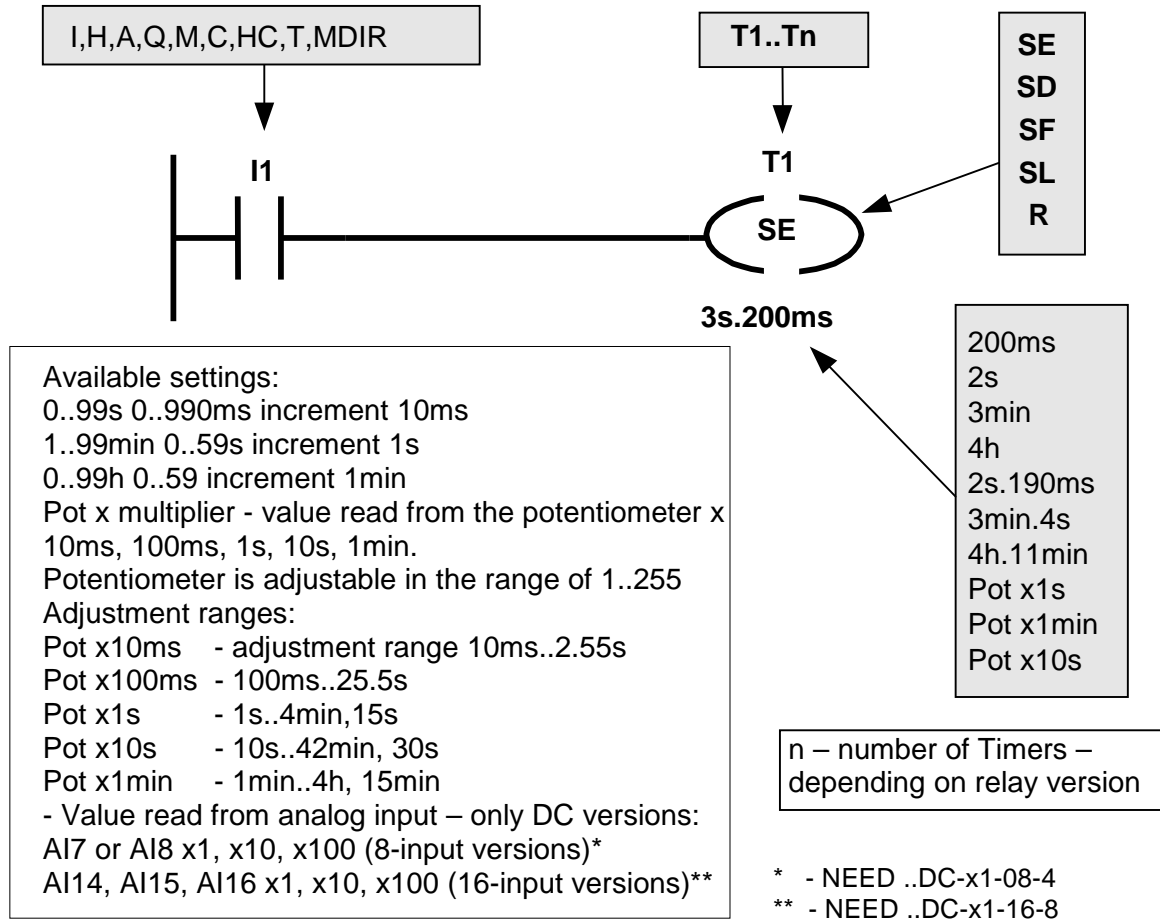 I,H,A,Q,M,C,HC,T,MDIR
T1..Tn
SE
SD
SF
SL
R
I1
T1
SE
3s.200ms
200ms
2s
3min
4h
2s.190ms
3min.4s
4h.11min
Pot x1s
Pot x1min
Pot x10s
Available settings:
0..99s 0..990ms increment 10ms
1..99min 0..59s increment 1s
0..99h 0..59 increment 1min
Pot x multiplier - value read from the potentiometer x
10ms, 100ms, 1s, 10s, 1min.
Potentiometer is adjustable in the range of 1..255
Adjustment ranges:
Pot x10ms - adjustment range 10ms..2.55s
Pot x100ms - 100ms..25.5s
Pot x1s - 1s..4min,15s
Pot x10s - 10s..42min, 30s
Pot x1min - 1min..4h, 15min
- Value read from analog input – only DC versions:
AI7 or AI8 x1, x10, x100 (8-input versions)*
AI14, AI15, AI16 x1, x10, x100 (16-input versions)**
n – number of Timers –
depending on relay version
* - NEED ..DC-x1-08-4
** - NEED ..DC-x1-16-8